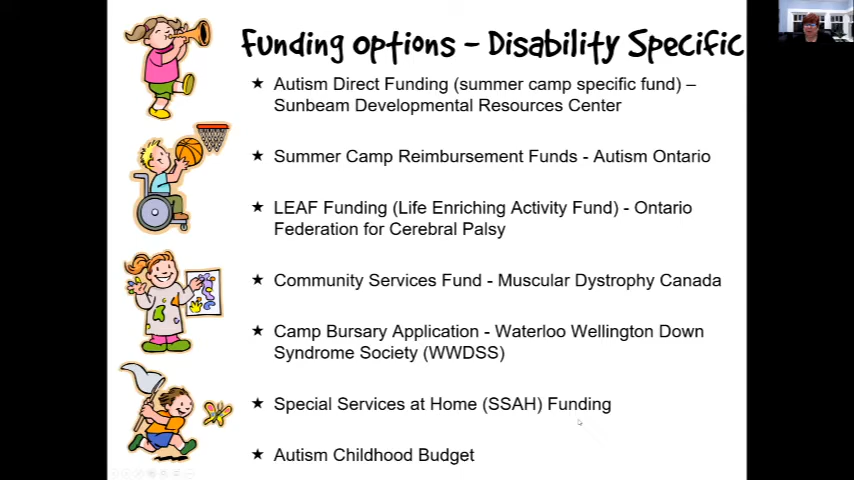 Funding Options - Disability Specific
★ Autism Direct Funding (summer camp specific fund) –
Sunbeam Developmental Resources Center
★ Summer Camp Reimbursement Funds - Autism Ontario
★ LEAF Funding (Life Enriching Activity Fund) - Ontario
Federation for Cerebral Palsy
★ Community Services Fund - Muscular Dystrophy Canada
★ Camp Bursary Application - Waterloo Wellington Down
Syndrome Society (WWDSS)
★ Special Services at Home (SSAH) Funding
★ Autism Childhood Budget